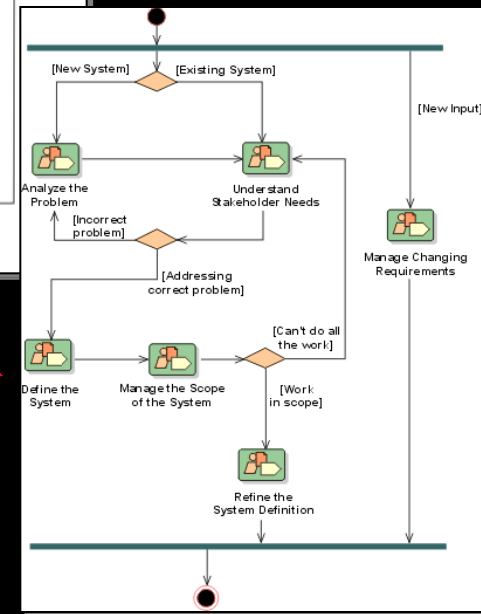 [New System]
[Existing System]
[New Input]
Analyze the
Problem
Understand
Stakeholder Needs
[Incorrect
problem]
Manage Changing
Requirements
[Addressing
correct problem]
[Can't do all
the work]
Define the
System
Manage the Scope
of the System
[Work
in scope]
Refine the
System Definition